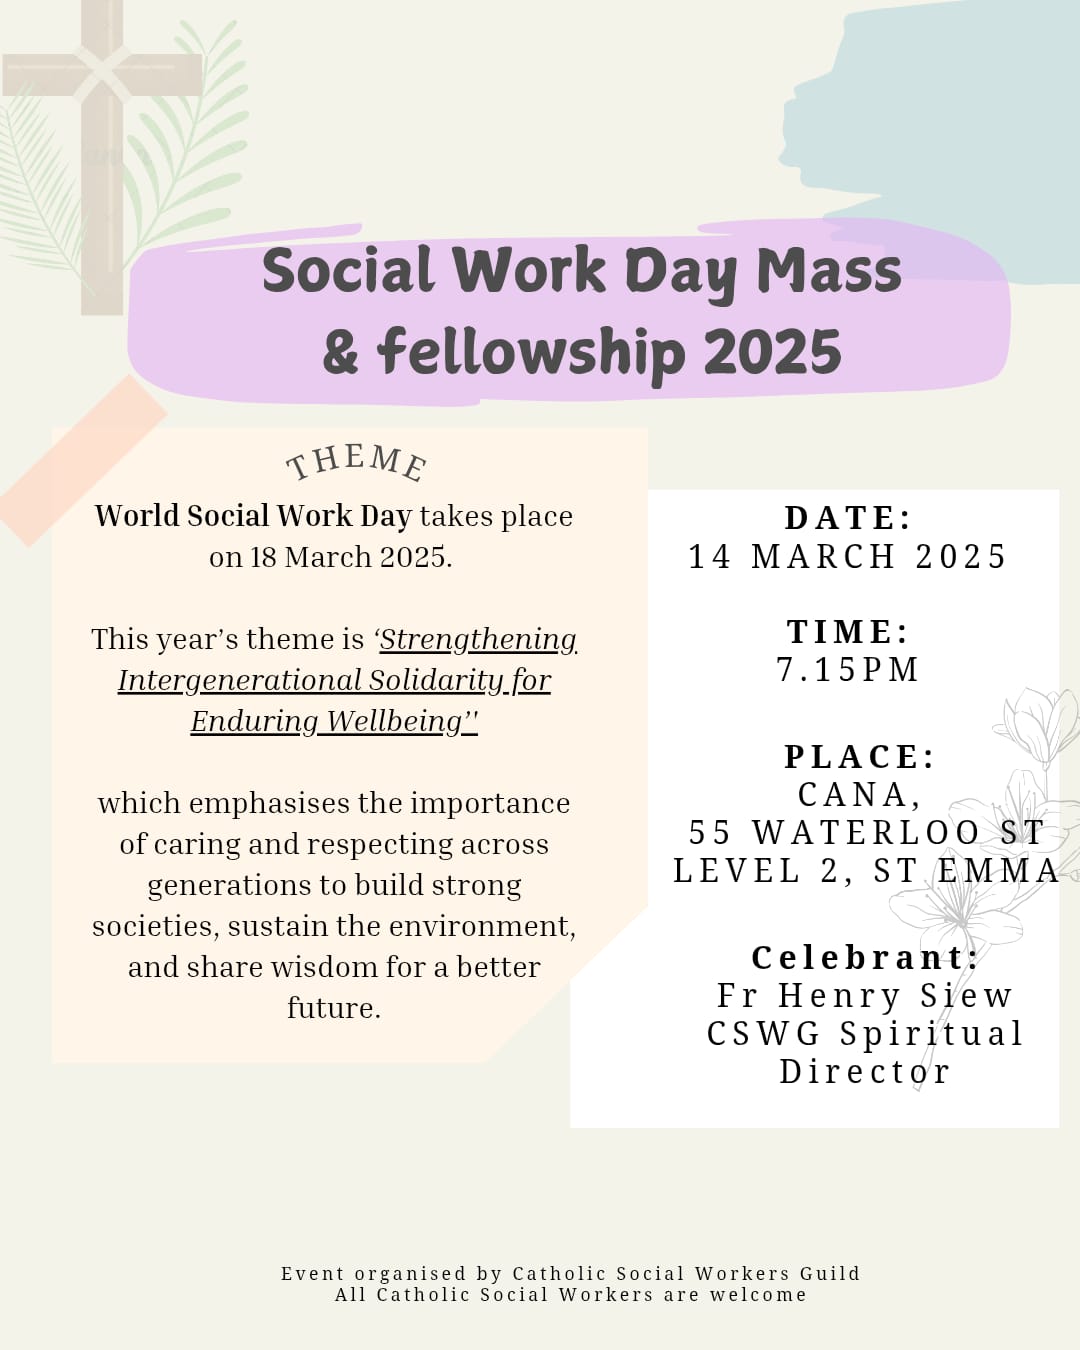 Social Work Day Mass
& fellowship 2025
THEME
World Social Work Day takes place
on 18 March 2025.
This year’s theme is ‘Strengthening
Intergenerational Solidarity for
Enduring Wellbeing’'
which emphasises the importance
of caring and respecting across
generations to build strong
societies, sustain the environment,
and share wisdom for a better
future.
DATE:
14 MARCH 2025
TIME:
7.15PM
PLACE:
CANA,
55 WATERLOO ST
LEVEL 2, ST EMMA
Celebrant:
Fr Henry Siew
CSWG Spiritual
Director
Event organised by Catholic Social Workers Guild
All Catholic Social Workers are welcome